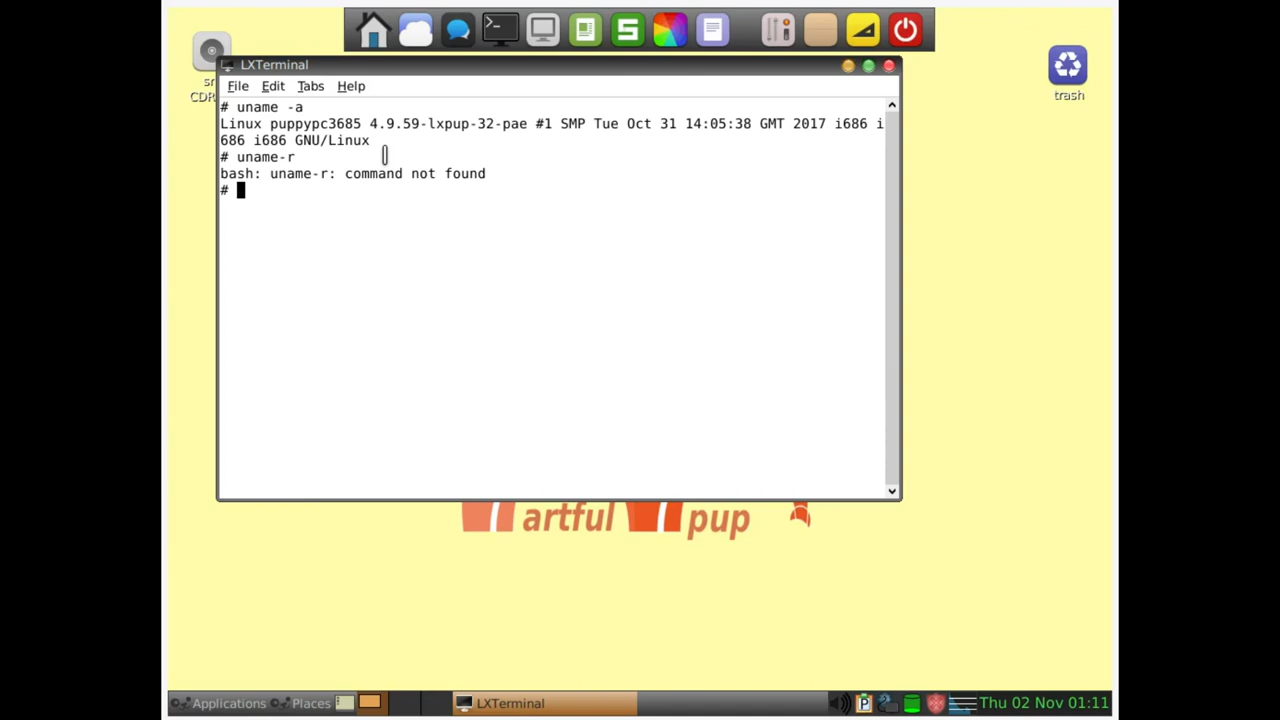 >_
S
sr
CDR
trash
LXTerminal
File Edit Tabs Help
# uname -a
Linux puppypc3685 4.9.59-lxpup-32-pae #1 SMP Tue Oct 31 14:05:38 GMT 2017 i686 i
686 i686 GNU/Linux
# uname-r
bash: uname-r: command not found
#
artful pup
Applications Places LXTerminal P Thu 02 Nov 01:11